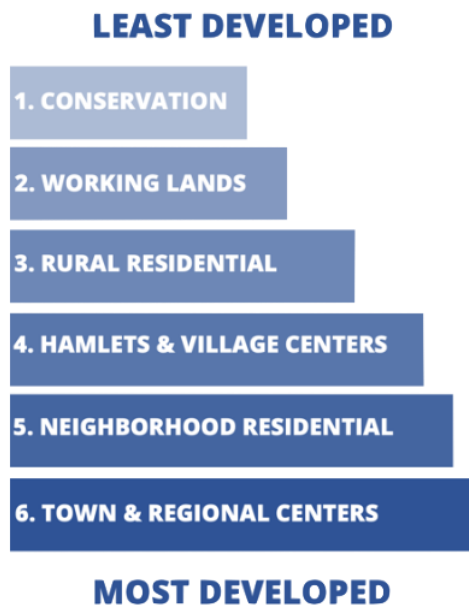 LEAST DEVELOPED
1. CONSERVATION
2. WORKING LANDS
3. RURAL RESIDENTIAL
4. HAMLETS & VILLAGE CENTERS
5. NEIGHBORHOOD RESIDENTIAL
6. TOWN & REGIONAL CENTERS
MOST DEVELOPED